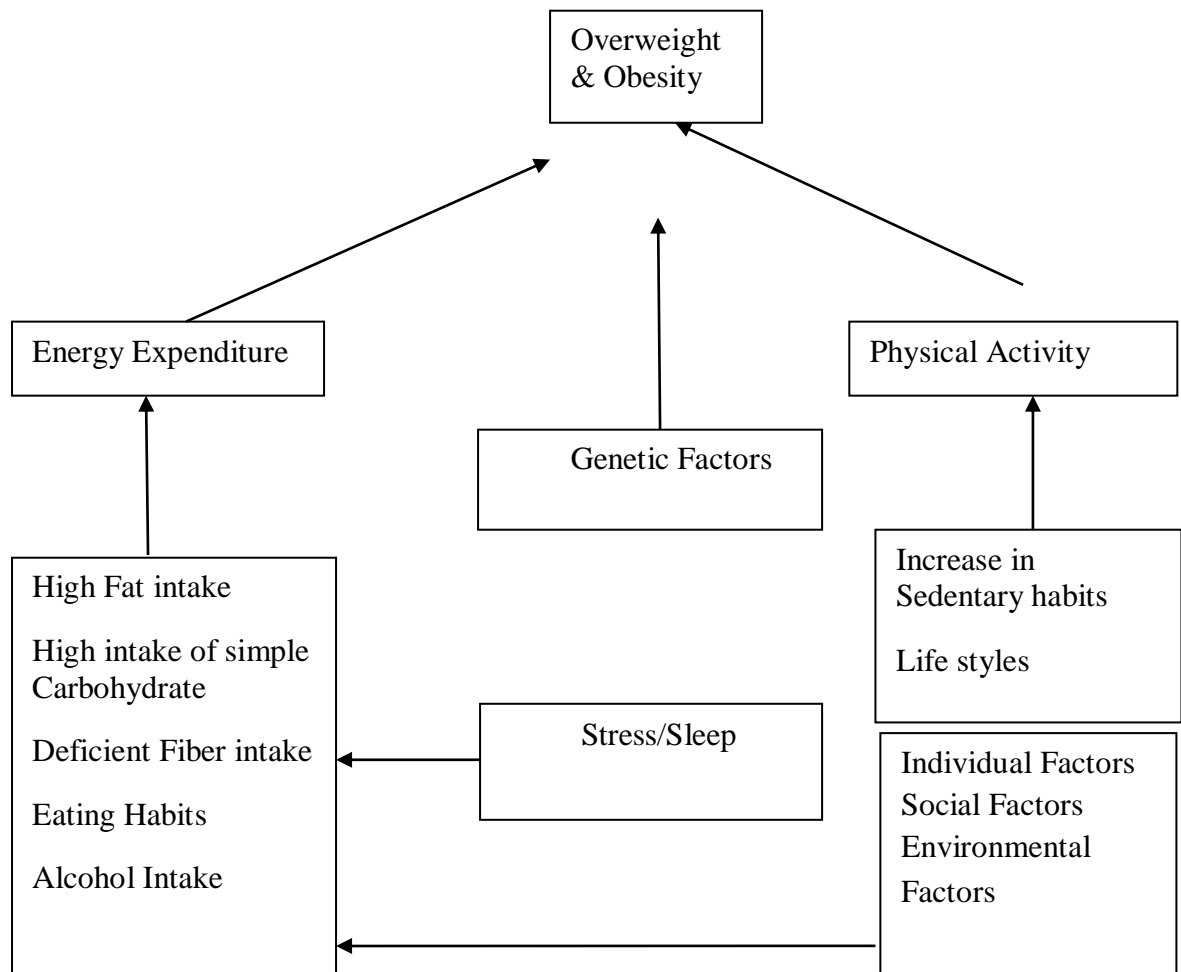 Overweight
& Obesity
Energy Expenditure
Physical Activity
Genetic Factors
High Fat intake
High intake of simple
Carbohydrate
Deficient Fiber intake
Eating Habits
Alcohol Intake
Stress/Sleep
Increase in
Sedentary habits
Life styles
Individual Factors
Social Factors
Environmental
Factors